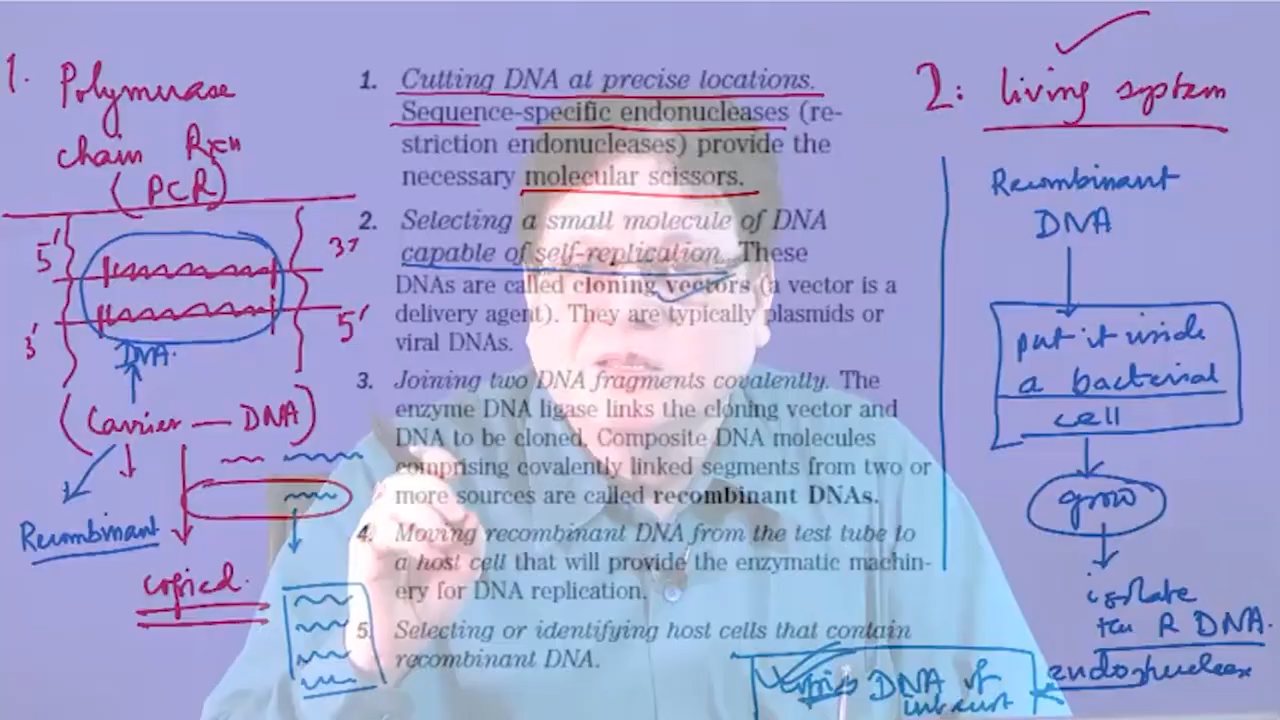 1. Polymerase
chain Rxn
(PCR)
5' 3'
3' 5'
DNA.
(Carrier — DNA)
Recombinant
copied.
1. Cutting DNA at precise locations.
Sequence-specific endonucleases (re-
striction endonucleases) provide the
necessary molecular scissors.
2. Selecting a small molecule of DNA
capable of self-replication. These
DNAs are called cloning vectors (a vector is a
delivery agent). They are typically plasmids or
viral DNAs.
3. Joining two DNA fragments covalently. The
enzyme DNA ligase links the cloning vector and
DNA to be cloned. Composite DNA molecules
comprising covalently linked segments from two or
more sources are called recombinant DNAs.
4. Moving recombinant DNA from the test tube to
a host cell that will provide the enzymatic machin-
ery for DNA replication.
5. Selecting or identifying host cells that contain
recombinant DNA.
2: living system
Recombinant
DNA
put it inside
a bacterial
cell
grow
isolate
the R DNA.
endonuclease
DNA of
interest